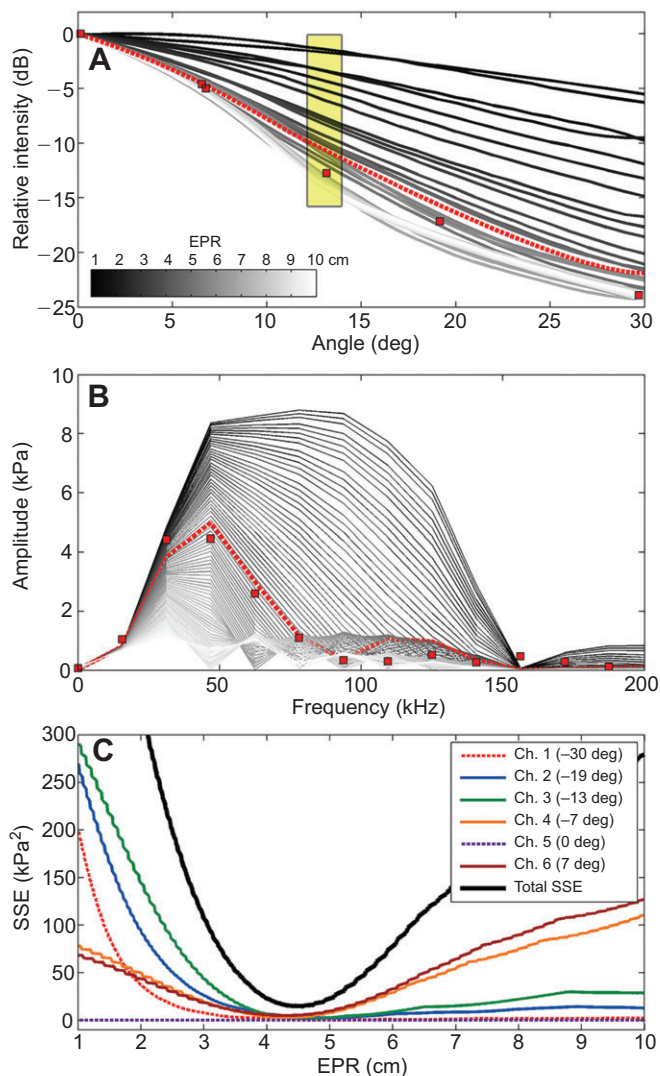 A
Relative intensity (dB)
0
−5
−10
−15
−20
−25
EPR
1 2 3 4 5 6 7 8 9 10 cm
0 5 10 15 20 25 30
Angle (deg)
B
Amplitude (kPa)
10
8
6
4
2
0
0 50 100 150 200
Frequency (kHz)
C
SSE (kPa²)
300
250
200
150
100
50
0
Ch. 1 (–30 deg)
Ch. 2 (–19 deg)
Ch. 3 (–13 deg)
Ch. 4 (–7 deg)
Ch. 5 (0 deg)
Ch. 6 (7 deg)
Total SSE
1 2 3 4 5 6 7 8 9 10
EPR (cm)